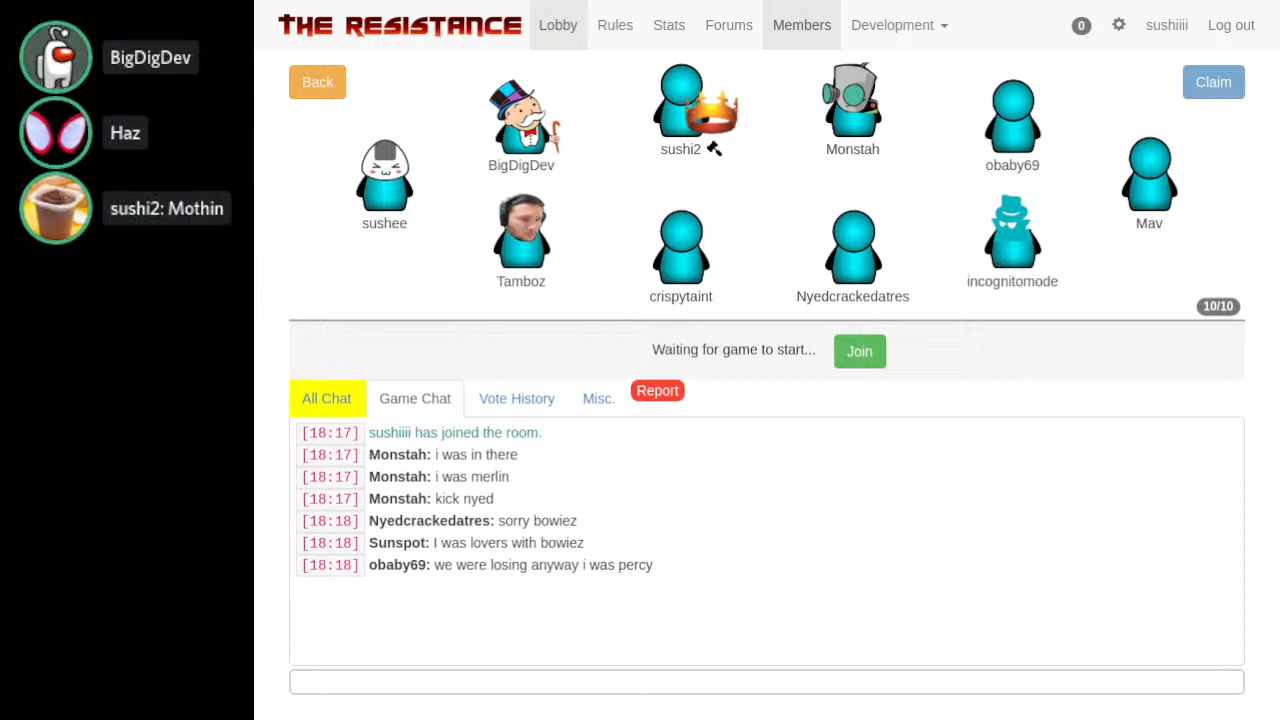 BigDigDev
Haz
sushi2: Mothin
THE RESISTANCE Lobby Rules Stats Forums Members Development 0 sushiiii Log out
Back
Claim
sushi2
Monstah
BigDigDev
obaby69
sushee
Mav
Tamboz
incognitomode
crispytaint
Nyedcrackedatres
10/10
Waiting for game to start... Join
All Chat Game Chat Vote History Misc. Report
[18:17] sushiiii has joined the room.
[18:17] Monstah: i was in there
[18:17] Monstah: i was merlin
[18:17] Monstah: kick nyed
[18:18] Nyedcrackedatres: sorry bowiez
[18:18] Sunspot: I was lovers with bowiez
[18:18] obaby69: we were losing anyway i was percy